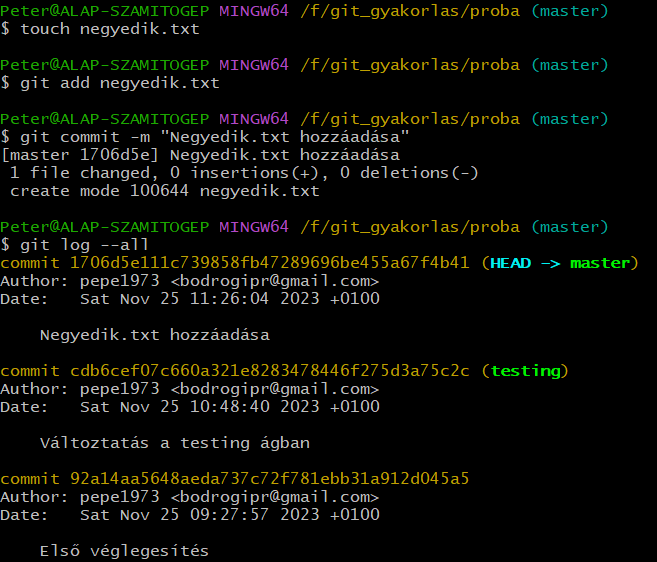 Peter@ALAP-SZAMITOGEP MINGW64 /f/git_gyakorlas/proba (master)
$ touch negyedik.txt
Peter@ALAP-SZAMITOGEP MINGW64 /f/git_gyakorlas/proba (master)
$ git add negyedik.txt
Peter@ALAP-SZAMITOGEP MINGW64 /f/git_gyakorlas/proba (master)
$ git commit -m "Negyedik.txt hozzáadása"
[master 1706d5e] Negyedik.txt hozzáadása
 1 file changed, 0 insertions(+), 0 deletions(-)
 create mode 100644 negyedik.txt
Peter@ALAP-SZAMITOGEP MINGW64 /f/git_gyakorlas/proba (master)
$ git log --all
commit 1706d5e111c739858fb47289696be455a67f4b41 (HEAD -> master)
Author: pepe1973 <bodrogipr@gmail.com>
Date:   Sat Nov 25 11:26:04 2023 +0100
    Negyedik.txt hozzáadása
commit cdb6cef07c660a321e8283478446f275d3a75c2c (testing)
Author: pepe1973 <bodrogipr@gmail.com>
Date:   Sat Nov 25 10:48:40 2023 +0100
    Változtatás a testing ágban
commit 92a14aa5648aeda737c72f781ebb31a912d045a5
Author: pepe1973 <bodrogipr@gmail.com>
Date:   Sat Nov 25 09:27:57 2023 +0100
    Első véglegesítés